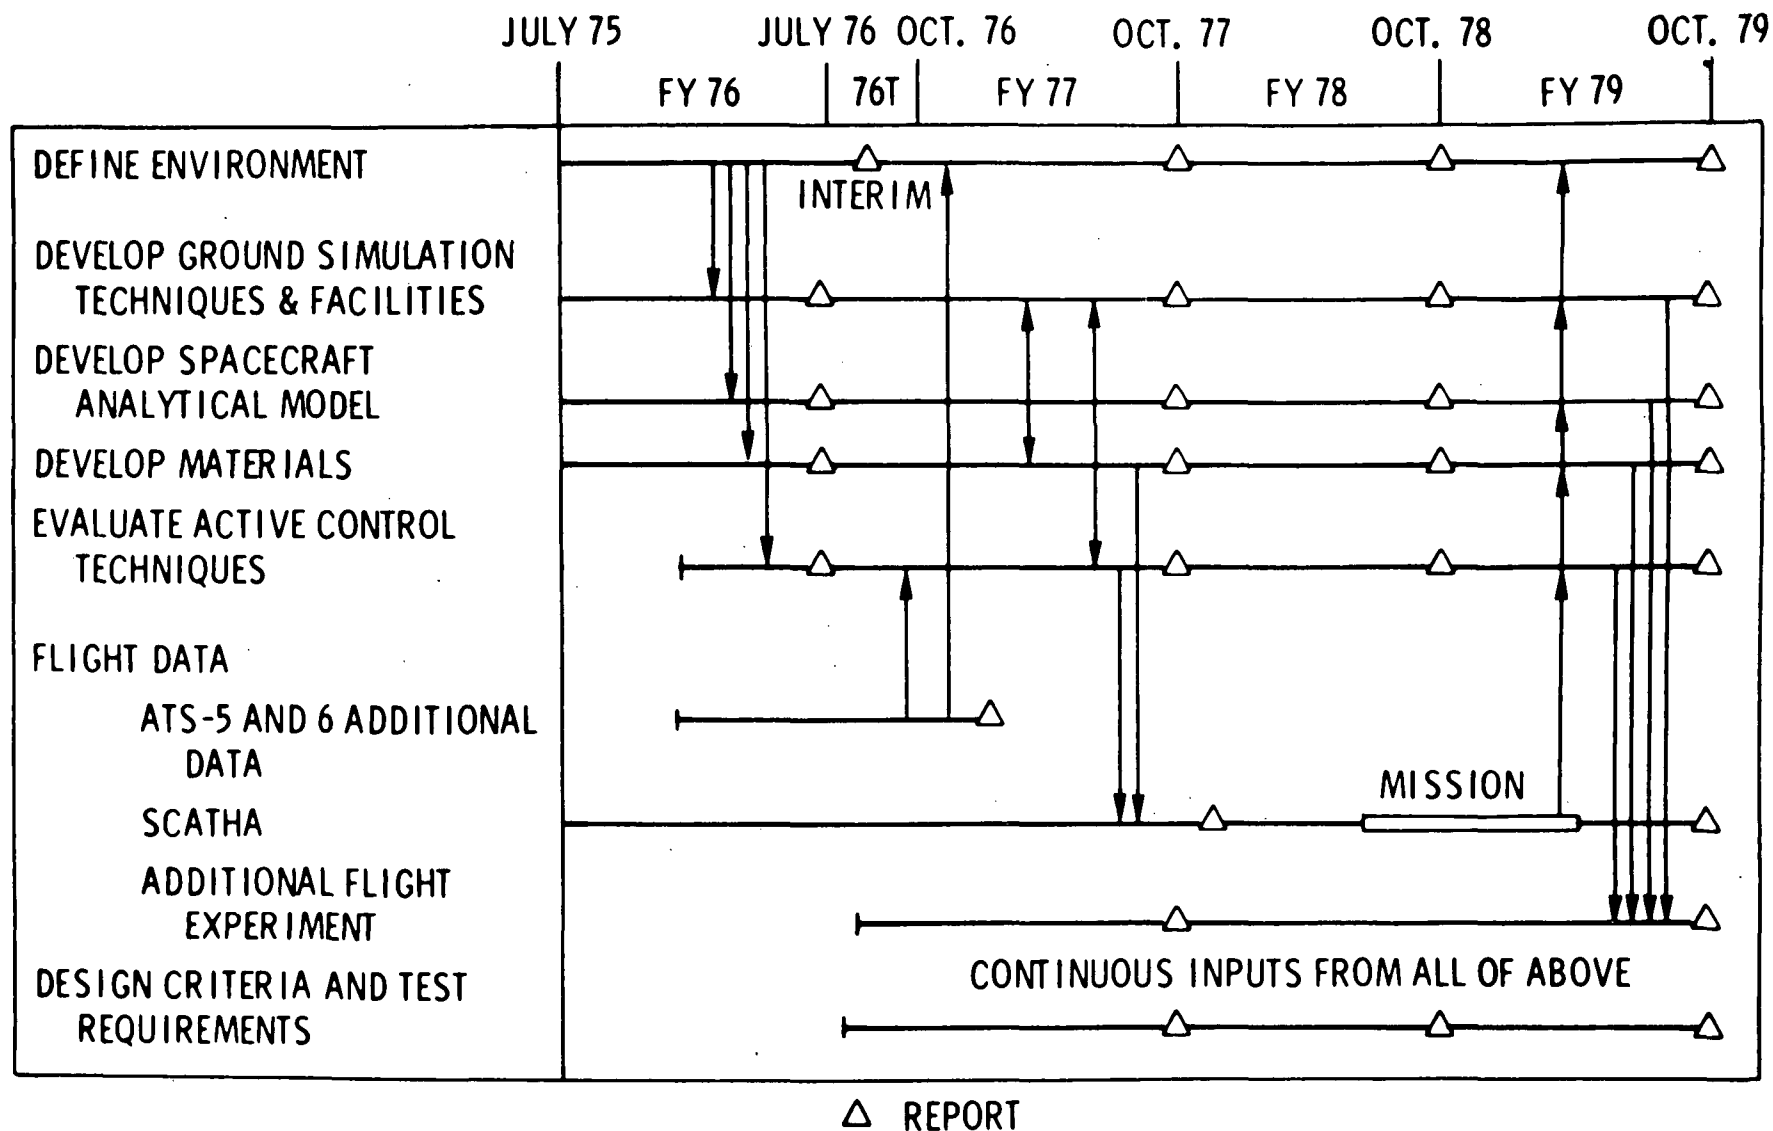 JULY 75 JULY 76 OCT. 76 OCT. 77 OCT. 78 OCT. 79
FY 76 76T FY 77 FY 78 FY 79
DEFINE ENVIRONMENT
INTERIM
DEVELOP GROUND SIMULATION
TECHNIQUES & FACILITIES
DEVELOP SPACECRAFT
ANALYTICAL MODEL
DEVELOP MATERIALS
EVALUATE ACTIVE CONTROL
TECHNIQUES
FLIGHT DATA
ATS-5 AND 6 ADDITIONAL
DATA
MISSION
SCATHA
ADDITIONAL FLIGHT
EXPERIMENT
CONTINUOUS INPUTS FROM ALL OF ABOVE
DESIGN CRITERIA AND TEST
REQUIREMENTS
△ REPORT